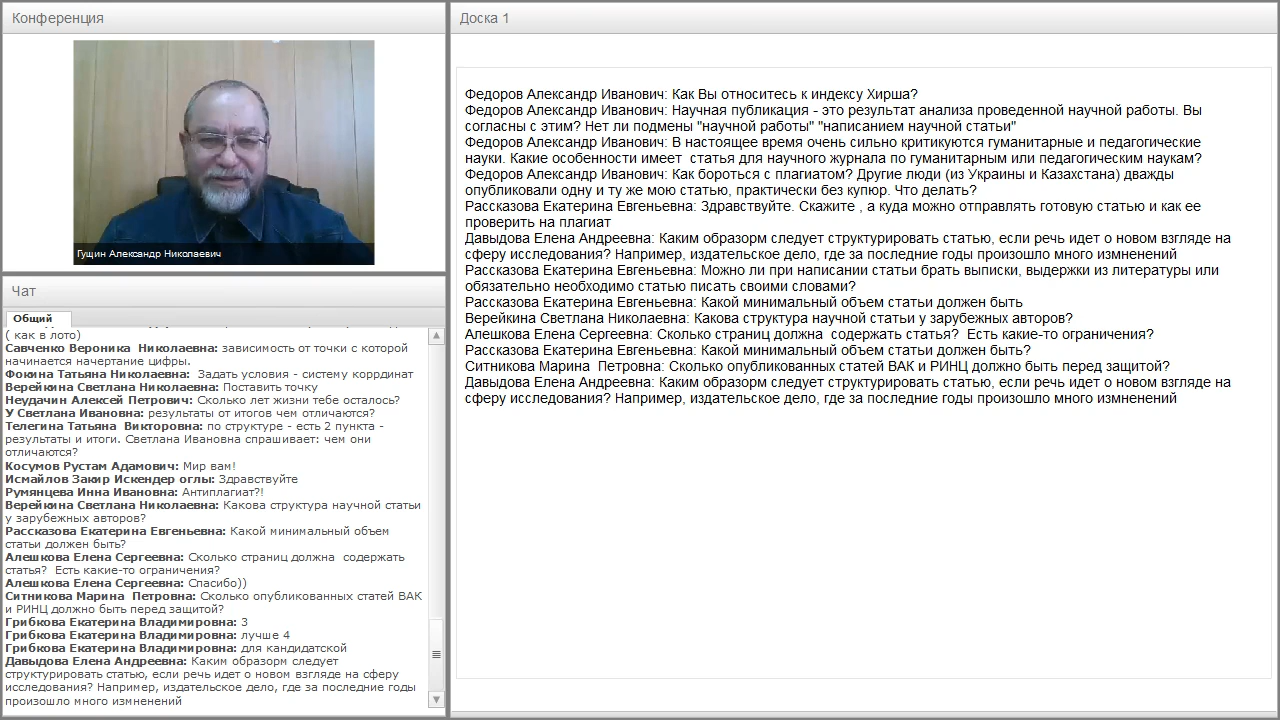 Конференция
Гущин Александр Николаевич
Чат
Общий
( как в лото)
Савченко Вероника  Николаевна: зависимость от точки с которой
начинается начертание цифры.
Фокина Татьяна Николаевна:  Задать условия - систему коррдинат
Верейкина Светлана Николаевна: Поставить точку
Неудачин Алексей Петрович: Сколько лет жизни тебе осталось?
У Светлана Ивановна: результаты от итогов чем отличаются?
Телегина Татьяна  Викторовна: по структуре - есть 2 пункта -
результаты и итоги. Светлана Ивановна спрашивает: чем они
отличаются?
Косумов Рустам Адамович: Мир вам!
Исмайлов Закир Искендер оглы: Здравствуйте
Румянцева Инна Ивановна: Антиплагиат?!
Верейкина Светлана Николаевна: Какова структура научной статьи
у зарубежных авторов?
Рассказова Екатерина Евгеньевна: Какой минимальный объем
статьи должен быть?
Алешкова Елена Сергеевна: Сколько страниц должна  содержать
статья?  Есть какие-то ограничения?
Алешкова Елена Сергеевна: Спасибо))
Ситникова Марина  Петровна: Сколько опубликованных статей ВАК
и РИНЦ должно быть перед защитой?
Грибкова Екатерина Владимировна: 3
Грибкова Екатерина Владимировна: лучше 4
Грибкова Екатерина Владимировна: для кандидатской
Давыдова Елена Андреевна: Каким образорм следует
структурировать статью, если речь идет о новом взгляде на сферу
исследования? Например, издательское дело, где за последние годы
произошло много измненений
Доска 1
Федоров Александр Иванович: Как Вы относитесь к индексу Хирша?
Федоров Александр Иванович: Научная публикация - это результат анализа проведенной научной работы. Вы
согласны с этим? Нет ли подмены "научной работы" "написанием научной статьи"
Федоров Александр Иванович: В настоящее время очень сильно критикуются гуманитарные и педагогические
науки. Какие особенности имеет  статья для научного журнала по гуманитарным или педагогическим наукам?
Федоров Александр Иванович: Как бороться с плагиатом? Другие люди (из Украины и Казахстана) дважды
опубликовали одну и ту же мою статью, практически без купюр. Что делать?
Рассказова Екатерина Евгеньевна: Здравствуйте. Скажите , а куда можно отправлять готовую статью и как ее
проверить на плагиат
Давыдова Елена Андреевна: Каким образорм следует структурировать статью, если речь идет о новом взгляде на
сферу исследования? Например, издательское дело, где за последние годы произошло много измненений
Рассказова Екатерина Евгеньевна: Можно ли при написании статьи брать выписки, выдержки из литературы или
обязательно необходимо статью писать своими словами?
Рассказова Екатерина Евгеньевна: Какой минимальный объем статьи должен быть
Верейкина Светлана Николаевна: Какова структура научной статьи у зарубежных авторов?
Алешкова Елена Сергеевна: Сколько страниц должна  содержать статья?  Есть какие-то ограничения?
Рассказова Екатерина Евгеньевна: Какой минимальный объем статьи должен быть?
Ситникова Марина  Петровна: Сколько опубликованных статей ВАК и РИНЦ должно быть перед защитой?
Давыдова Елена Андреевна: Каким образорм следует структурировать статью, если речь идет о новом взгляде на
сферу исследования? Например, издательское дело, где за последние годы произошло много измненений